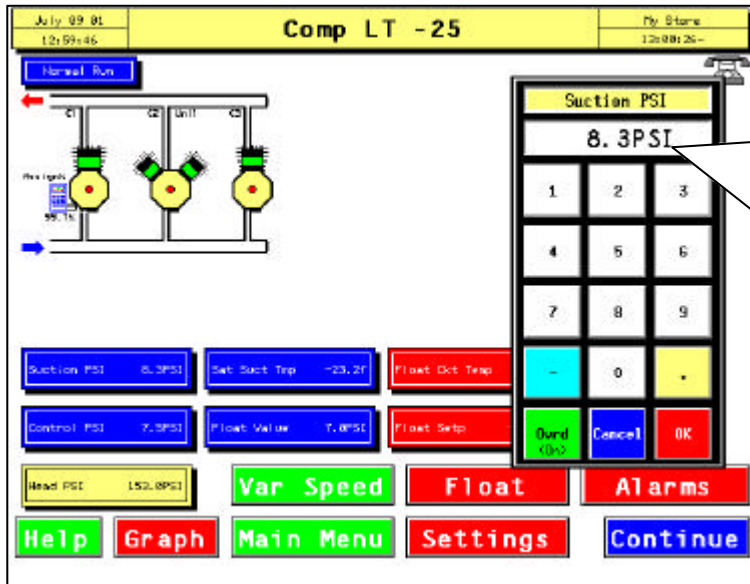 July 09 01
12:59:46
Comp LT -25
My Store
13:00:26-
Normal Run
C1 C2 Unit C3
Suction PSI
8.3PSI
1 2 3
4 5 6
7 8 9
- 0 .
Ovrd Cancel OK
(On)
Suction PSI 8.3PSI
Sat Suct Tmp -23.2f
Float Ckt Temp
Control PSI 7.5PSI
Float Value 7.0PSI
Float Setp
Head PSI 153.0PSI
Var Speed
Float
Alarms
Help
Graph
Main Menu
Settings
Continue